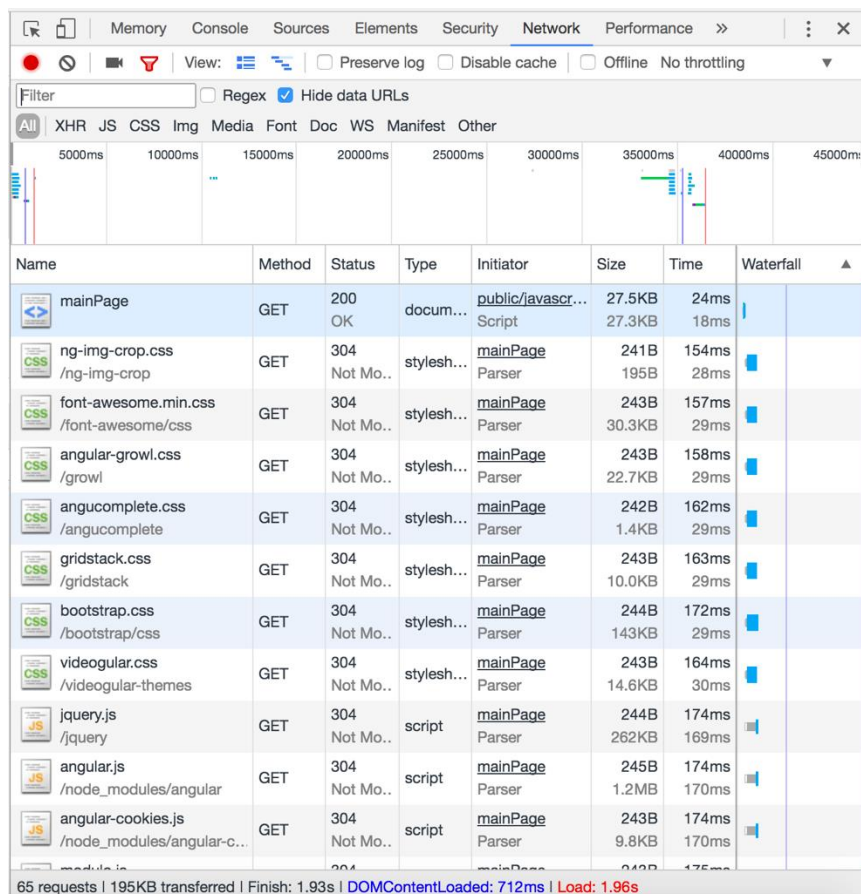 Memory Console Sources Elements Security Network Performance »
View: Preserve log Disable cache Offline No throttling
Filter Regex Hide data URLs
All XHR JS CSS Img Media Font Doc WS Manifest Other
5000ms 10000ms 15000ms 20000ms 25000ms 30000ms 35000ms 40000ms 45000m
Name Method Status Type Initiator Size Time Waterfall
mainPage GET 200 docum... public/javascr... 27.5KB 24ms
OK Script 27.3KB 18ms
ng-img-crop.css GET 304 stylesh... mainPage 241B 154ms
/ng-img-crop Not Mo... Parser 195B 28ms
font-awesome.min.css GET 304 stylesh... mainPage 243B 157ms
/font-awesome/css Not Mo... Parser 30.3KB 29ms
angular-growl.css GET 304 stylesh... mainPage 243B 158ms
/growl Not Mo... Parser 22.7KB 29ms
angucomplete.css GET 304 stylesh... mainPage 242B 162ms
/angucomplete Not Mo... Parser 1.4KB 29ms
gridstack.css GET 304 stylesh... mainPage 243B 163ms
/gridstack Not Mo... Parser 10.0KB 29ms
bootstrap.css GET 304 stylesh... mainPage 244B 172ms
/bootstrap/css Not Mo... Parser 143KB 29ms
videogular.css GET 304 stylesh... mainPage 243B 164ms
/videogular-themes Not Mo... Parser 14.6KB 30ms
jquery.js GET 304 script mainPage 244B 174ms
/jquery Not Mo... Parser 262KB 169ms
angular.js GET 304 script mainPage 245B 174ms
/node_modules/angular Not Mo... Parser 1.2MB 170ms
angular-cookies.js GET 304 script mainPage 243B 174ms
/node_modules/angular-c... Not Mo... Parser 9.8KB 170ms
65 requests | 195KB transferred | Finish: 1.93s | DOMContentLoaded: 712ms | Load: 1.96s